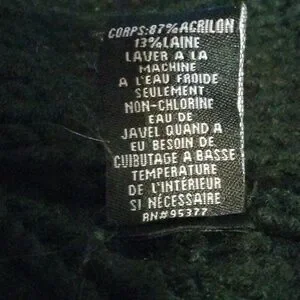 CORPS:87%ACRILON
13%LAINE
LAVER A LA
MACHINE
A L'EAU FROIDE
SEULEMENT
NON-CHLORINE
EAU DE
JAVEL QUAND A
EU BESOIN DE
CUIBUTAGE A BASSE
TEMPERATURE
DE L'INTÉRIEUR
SI NÉCESSAIRE
RN#95377